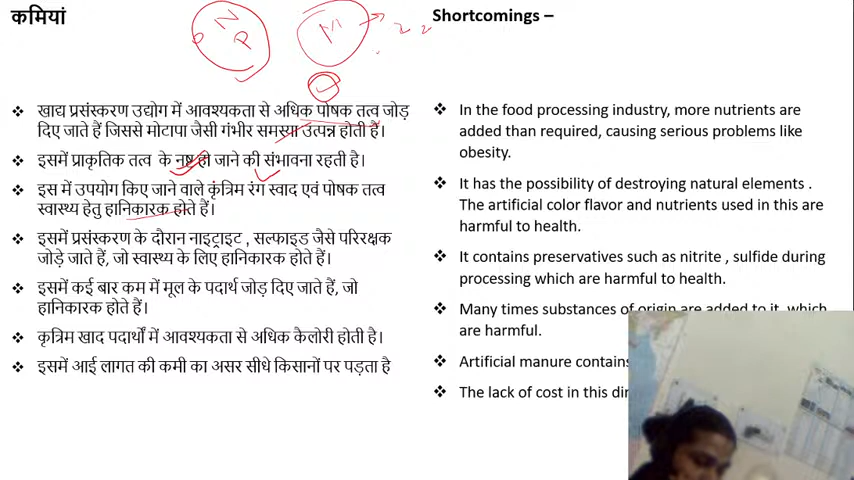 कमियां
N
P
M
Shortcomings –
❖ खाद्य प्रसंस्करण उद्योग में आवश्यकता से अधिक पोषक तत्व जोड़
दिए जाते हैं जिससे मोटापा जैसी गंभीर समस्या उत्पन्न होती है।
❖ इसमें प्राकृतिक तत्व के नष्ट हो जाने की संभावना रहती है।
❖ इस में उपयोग किए जाने वाले कृत्रिम रंग स्वाद एवं पोषक तत्व
स्वास्थ्य हेतु हानिकारक होते हैं।
❖ इसमें प्रसंस्करण के दौरान नाइट्राइट , सल्फाइड जैसे परिरक्षक
जोड़े जाते हैं, जो स्वास्थ्य के लिए हानिकारक होते हैं।
❖ इसमें कई बार कम में मूल के पदार्थ जोड़ दिए जाते हैं, जो
हानिकारक होते हैं।
❖ कृत्रिम खाद पदार्थों में आवश्यकता से अधिक कैलोरी होती है।
❖ इसमें आई लागत की कमी का असर सीधे किसानों पर पड़ता है
❖ In the food processing industry, more nutrients are
added than required, causing serious problems like
obesity.
❖ It has the possibility of destroying natural elements .
The artificial color flavor and nutrients used in this are
harmful to health.
❖ It contains preservatives such as nitrite , sulfide during
processing which are harmful to health.
❖ Many times substances of origin are added to it, which
are harmful.
❖ Artificial manure contains
❖ The lack of cost in this